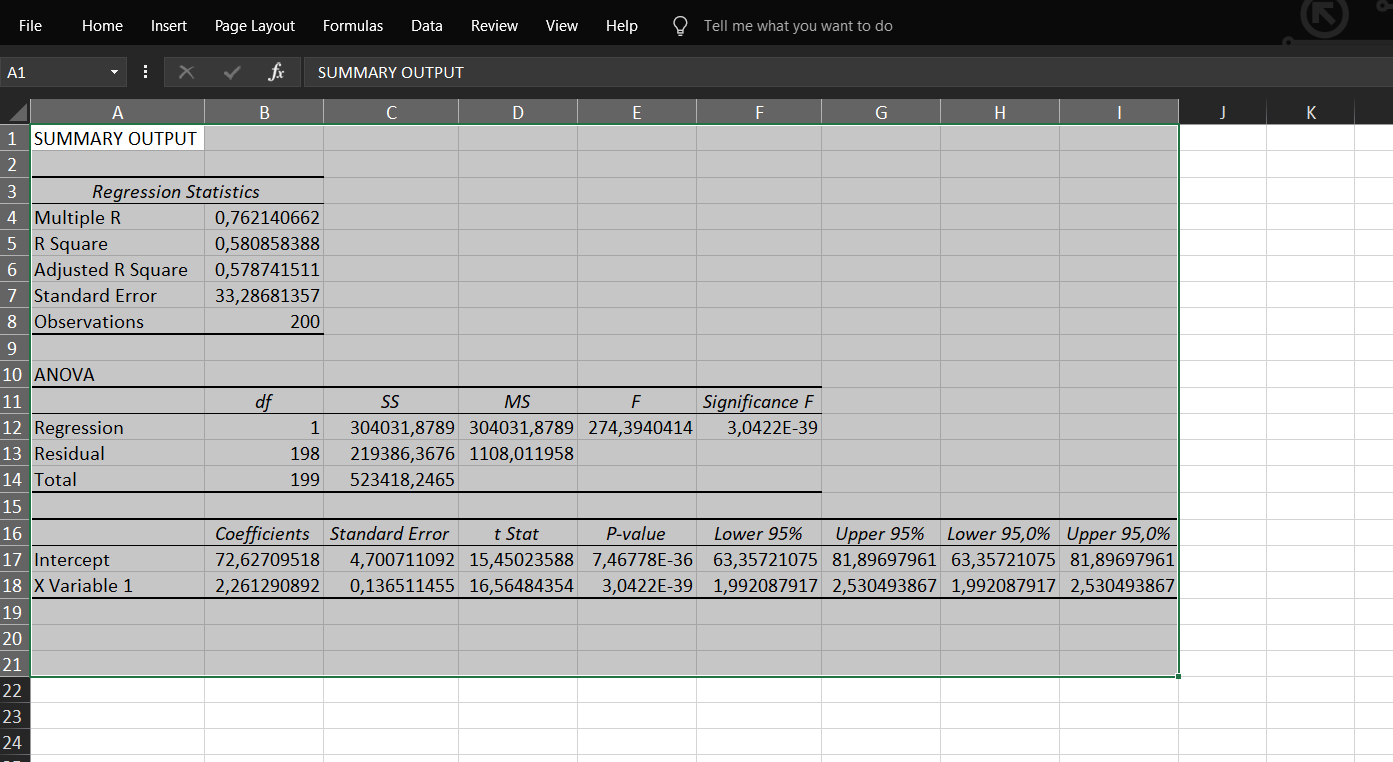 File Home Insert Page Layout Formulas Data Review View Help Tell me what you want to do
A1 fx SUMMARY OUTPUT
A B C D E F G H I J K
1 SUMMARY OUTPUT
2
3 Regression Statistics
4 Multiple R 0,762140662
5 R Square 0,580858388
6 Adjusted R Square 0,578741511
7 Standard Error 33,28681357
8 Observations 200
9
10 ANOVA
11 df SS MS F Significance F
12 Regression 1 304031,8789 304031,8789 274,3940414 3,0422E-39
13 Residual 198 219386,3676 1108,011958
14 Total 199 523418,2465
15
16 Coefficients Standard Error t Stat P-value Lower 95% Upper 95% Lower 95,0% Upper 95,0%
17 Intercept 72,62709518 4,700711092 15,45023588 7,46778E-36 63,35721075 81,89697961 63,35721075 81,89697961
18 X Variable 1 2,261290892 0,136511455 16,56484354 3,0422E-39 1,992087917 2,530493867 1,992087917 2,530493867
19
20
21
22
23
24